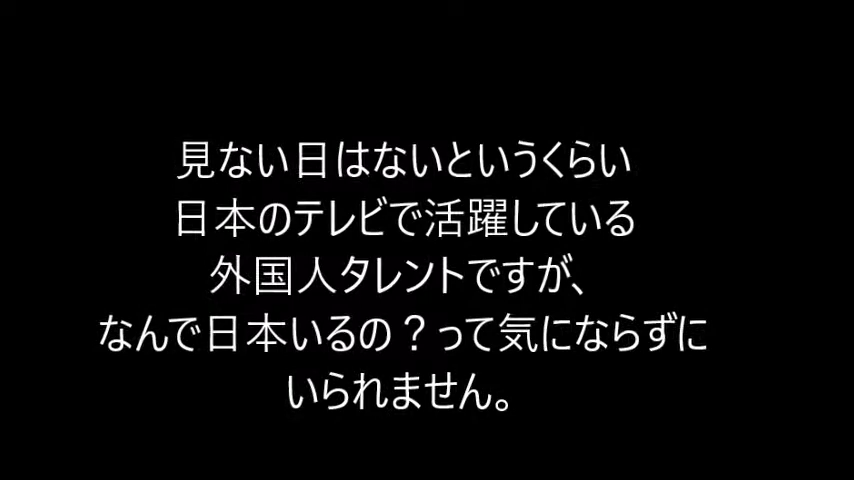 見ない日はないというくらい
日本のテレビで活躍している
外国人タレントですが、
なんで日本いるの？って気にならずに
いられません。